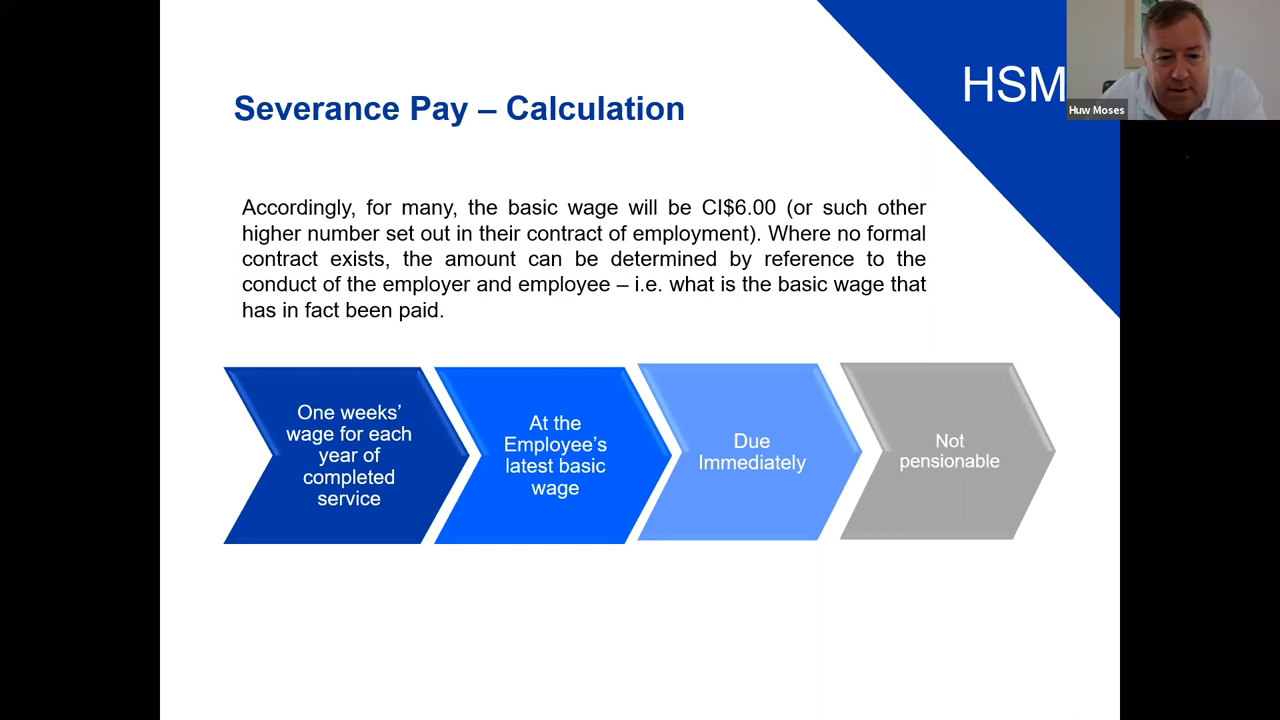 HSM
Huw Moses
Severance Pay – Calculation
Accordingly, for many, the basic wage will be CI$6.00 (or such other
higher number set out in their contract of employment). Where no formal
contract exists, the amount can be determined by reference to the
conduct of the employer and employee – i.e. what is the basic wage that
has in fact been paid.
One weeks’
wage for each
year of
completed
service
At the
Employee’s
latest basic
wage
Due
Immediately
Not
pensionable